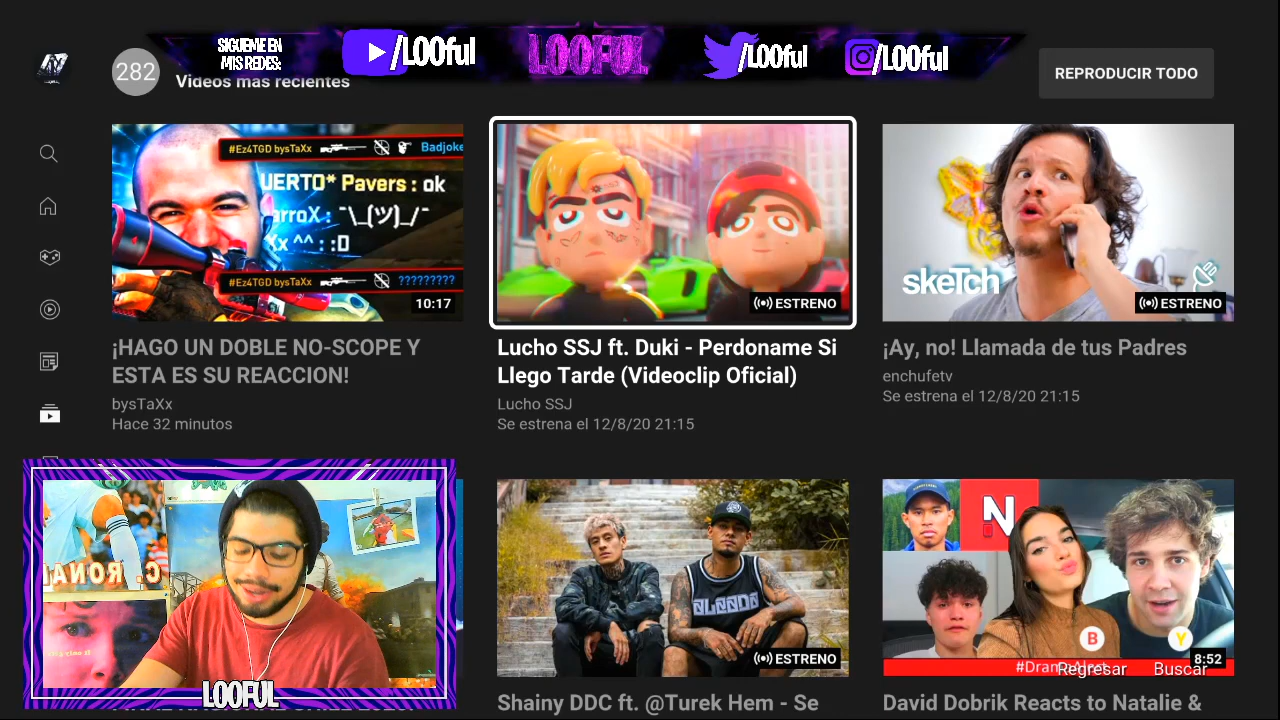 SIGUEME EN
MIS REDES:
/LOOful
LOOFUL
/LOOful
/LOOful
282
Videos más recientes
REPRODUCIR TODO
#Ez4TGD bysTaXx
Badjoke
UERTO* Pavers : ok
arroX : ¯\_(ツ)_/¯
Xx ^^ : :D
#Ez4TGD bysTaXx
?????????
10:17
ESTRENO
skeTch
ESTRENO
¡HAGO UN DOBLE NO-SCOPE Y
ESTA ES SU REACCION!
bysTaXx
Hace 32 minutos
Lucho SSJ ft. Duki - Perdoname Si
Llego Tarde (Videoclip Oficial)
Lucho SSJ
Se estrena el 12/8/20 21:15
¡Ay, no! Llamada de tus Padres
enchufetv
Se estrena el 12/8/20 21:15
C. RONAL
LOOFUL
ESTRENO
N
B
Y
8:52
Regresar
Buscar
Shainy DDC ft. @Turek Hem - Se
David Dobrik Reacts to Natalie &